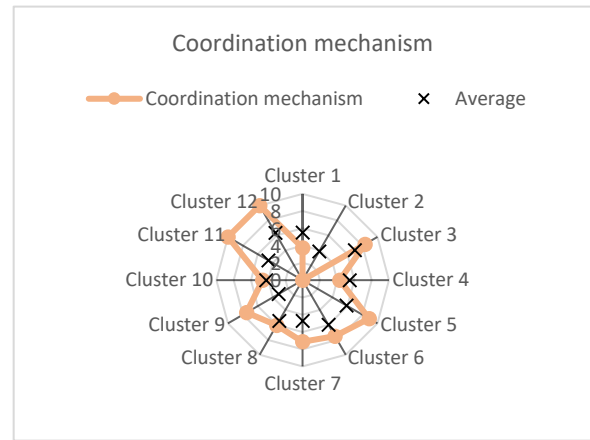 Coordination mechanism
Coordination mechanism Average
Cluster 1
Cluster 2
Cluster 3
Cluster 4
Cluster 5
Cluster 6
Cluster 7
Cluster 8
Cluster 9
Cluster 10
Cluster 11
Cluster 12
10
8
6
4
2
0